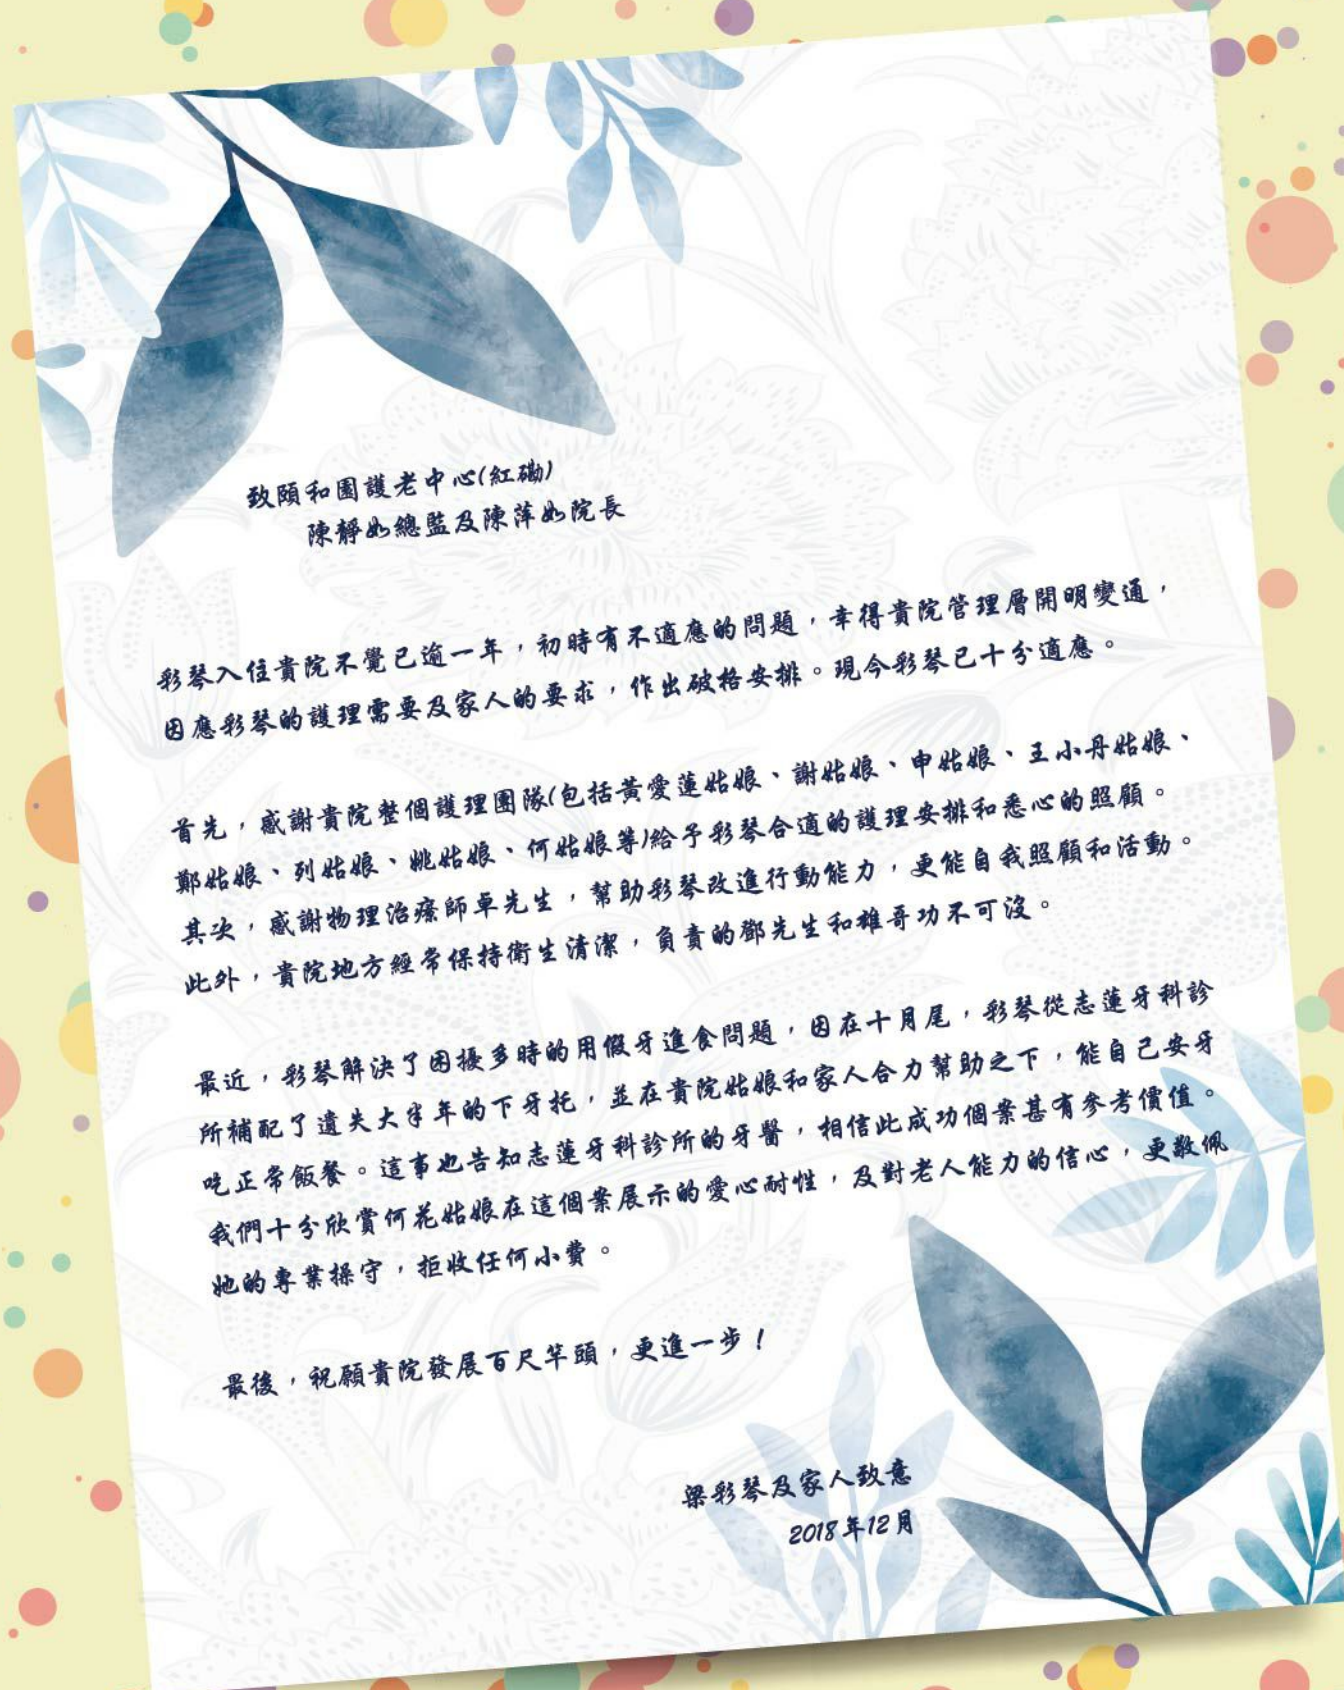 致頤和園護老中心(紅磡)
陳靜如總監及陳萍如院長
彩琴入住貴院不覺已逾一年，初時有不適應的問題，幸得貴院管理層開明變通，
因應彩琴的護理需要及家人的要求，作出破格安排。現今彩琴已十分適應。
首先，感謝貴院整個護理團隊(包括黃愛蓮姑娘、謝姑娘、申姑娘、王小丹姑娘、
鄭姑娘、列姑娘、姚姑娘、何姑娘等)給予彩琴合適的護理安排和悉心的照顧。
其次，感謝物理治療師卓先生，幫助彩琴改進行動能力，更能自我照顧和活動。
此外，貴院地方經常保持衛生清潔，負責的鄧先生和雄哥功不可沒。
最近，彩琴解決了困擾多時的用假牙進食問題，因在十月尾，彩琴從志蓮牙科診
所補配了遺失大半年的下牙托，並在貴院姑娘和家人合力幫助之下，能自己安牙
吃正常飯餐。這事也告知志蓮牙科診所的牙醫，相信此成功個案甚有參考價值。
我們十分欣賞何花姑娘在這個案展示的愛心耐性，及對老人能力的信心，更敬佩
她的專業操守，拒收任何小費。
最後，祝願貴院發展百尺竿頭，更進一步！
梁彩琴及家人致意
2018年12月